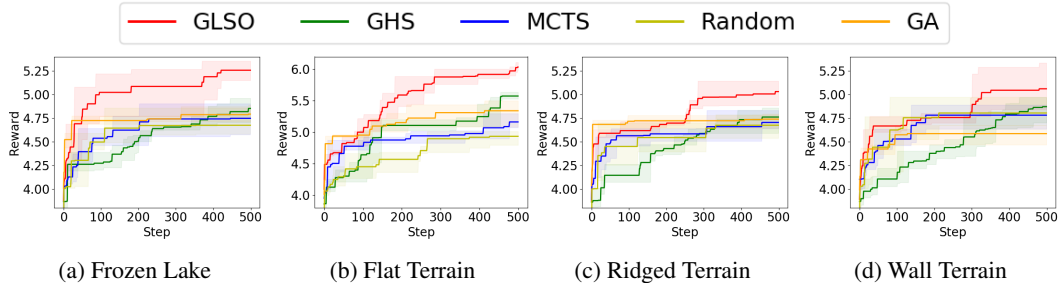 GLSO GHS MCTS Random GA
Reward
5.25
5.00
4.75
4.50
4.25
4.00
0 100 200 300 400 500
Step
(a) Frozen Lake
Reward
6.0
5.5
5.0
4.5
4.0
0 100 200 300 400 500
Step
(b) Flat Terrain
Reward
5.25
5.00
4.75
4.50
4.25
4.00
0 100 200 300 400 500
Step
(c) Ridged Terrain
Reward
5.25
5.00
4.75
4.50
4.25
4.00
0 100 200 300 400 500
Step
(d) Wall Terrain